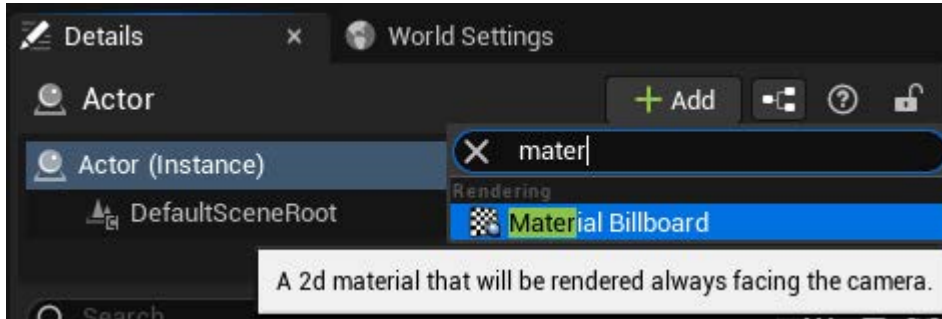 Details
World Settings
Actor
+ Add
Actor (Instance)
mater
Rendering
Material Billboard
DefaultSceneRoot
A 2d material that will be rendered always facing the camera.
Search